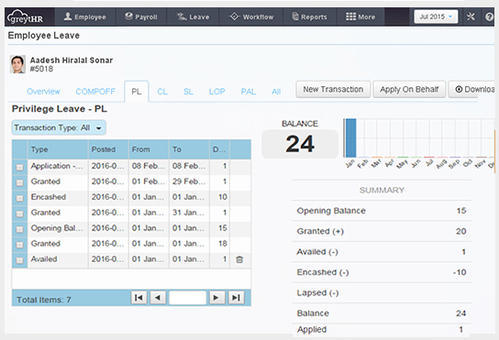 greytHR Employee Payroll Leave Workflow Reports More Jul 2015
Employee Leave
Aadesh Hiralal Sonar
#5018
Overview COMPOFF PL CL SL LOP PAL All New Transaction Apply On Behalf Downloa
Privilege Leave - PL
Transaction Type: All
Type Posted From To D...
Application -... 2016-0... 08 Feb... 08 Feb... 1
Granted 2016-0... 01 Feb... 29 Feb... 1
Encashed 2016-0... 01 Jan... 01 Jan... 10
Granted 2016-0... 01 Jan... 31 Jan... 1
Opening Bal... 2016-0... 01 Jan... 01 Jan... 15
Granted 2016-0... 01 Jan... 01 Jan... 18
Availed 2016-0... 01 Jan... 01 Jan... 1
Total Items: 7
BALANCE
24
Jan Feb Mar Apr May Jun Jul Aug Sep Oct Nov
SUMMARY
Opening Balance 15
Granted (+) 20
Availed (-) 1
Encashed (-) -10
Lapsed (-)
Balance 24
Applied 1